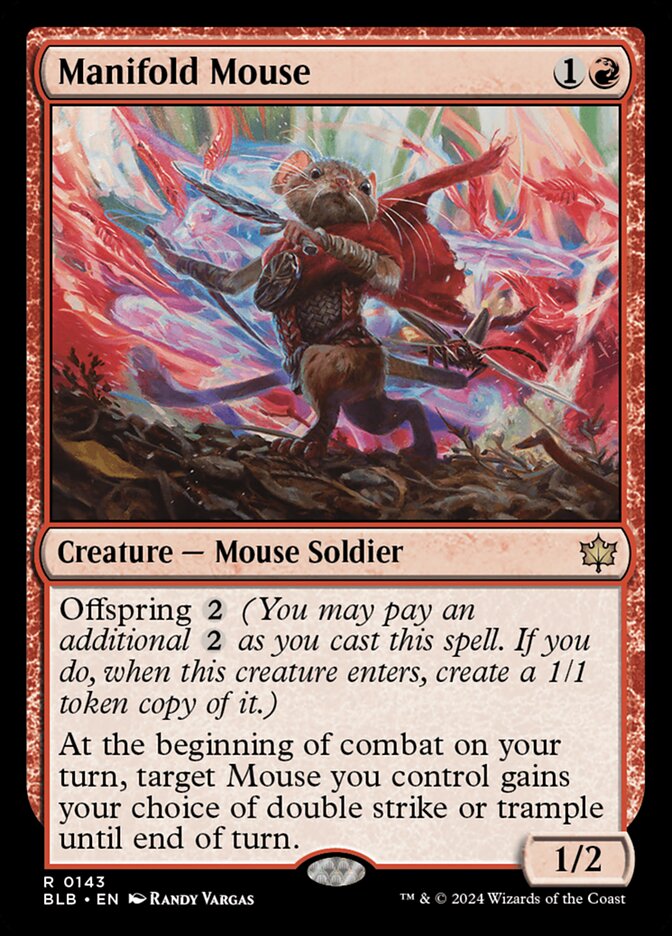 Manifold Mouse 1
Creature — Mouse Soldier
Offspring 2 (You may pay an
additional 2 as you cast this spell. If you
do, when this creature enters, create a 1/1
token copy of it.)
At the beginning of combat on your
turn, target Mouse you control gains
your choice of double strike or trample
until end of turn.
1/2
R 0143
BLB • EN Randy Vargas
™ & © 2024 Wizards of the Coast